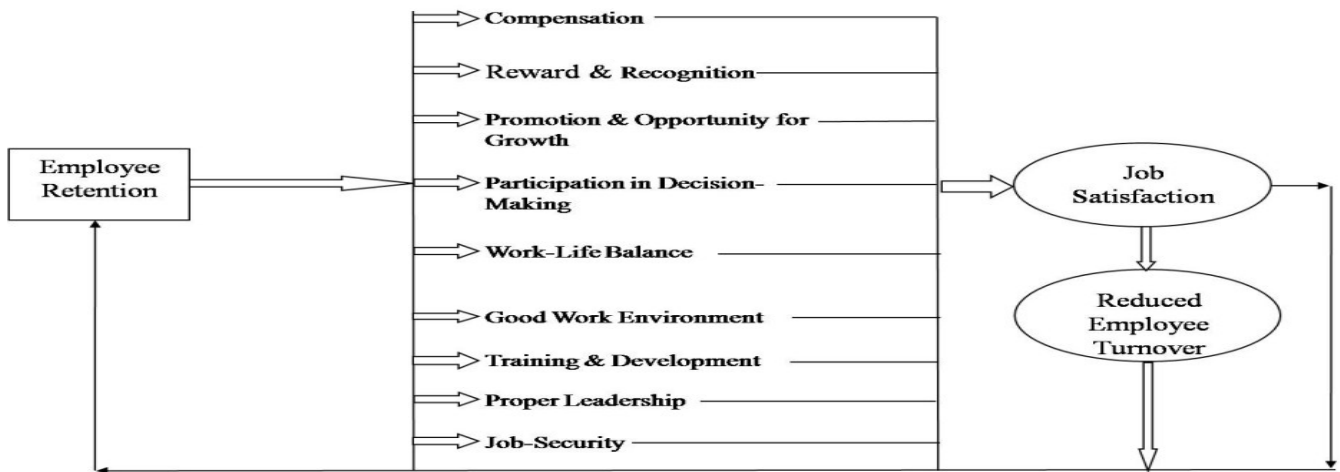 Compensation
Reward & Recognition
Promotion & Opportunity for
Growth
Employee
Retention
Participation in Decision-
Making
Work-Life Balance
Good Work Environment
Training & Development
Proper Leadership
Job-Security
Job
Satisfaction
Reduced
Employee
Turnover